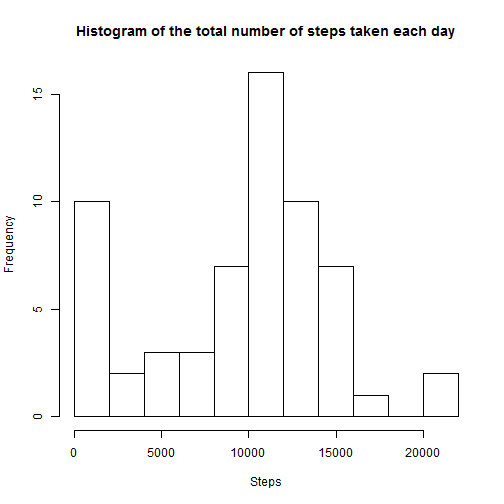 Histogram of the total number of steps taken each day
15
10
5
0
Frequency
0 5000 10000 15000 20000
Steps